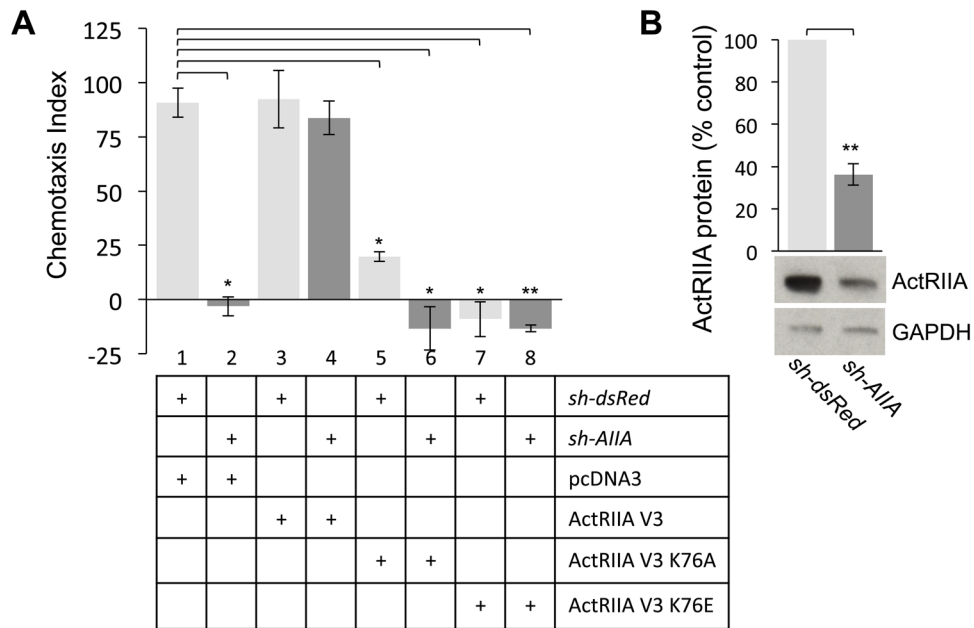 A
Chemotaxis Index
125
100
75
50
25
0
-25
*
*
*
*
**
1 2 3 4 5 6 7 8
+ + + + sh-dsRed
+ + + + sh-AIIA
+ + pcDNA3
+ + ActRIIA V3
+ + ActRIIA V3 K76A
+ + ActRIIA V3 K76E
B
ActRIIA protein (% control)
100
80
60
40
20
0
**
ActRIIA
GAPDH
sh-dsRed
sh-AIIA